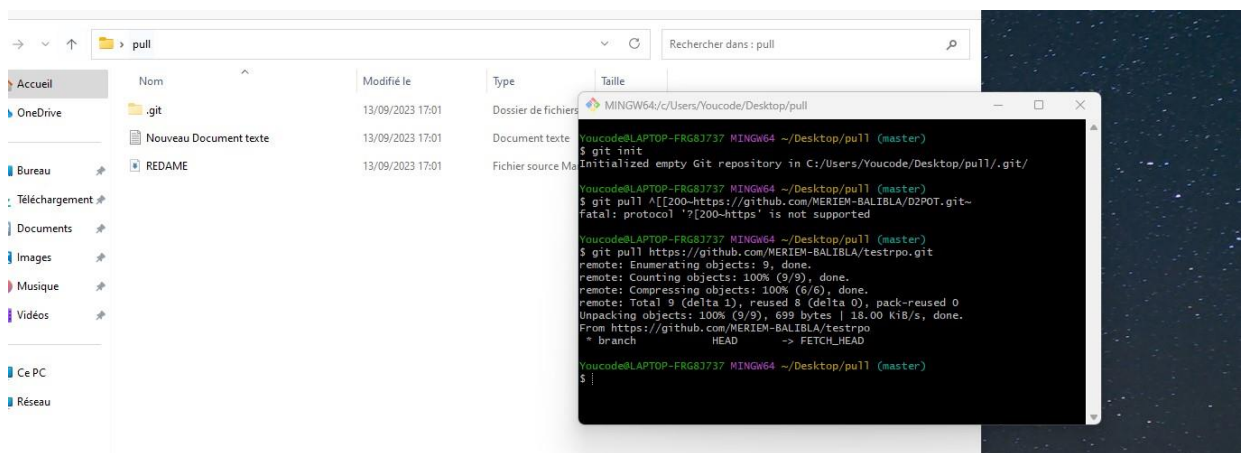 pull
Rechercher dans : pull
Accueil
OneDrive
Bureau
Téléchargement
Documents
Images
Musique
Vidéos
Ce PC
Réseau
Nom Modifié le Type Taille
.git 13/09/2023 17:01 Dossier de fichiers
Nouveau Document texte 13/09/2023 17:01 Document texte
REDAME 13/09/2023 17:01 Fichier source Ma
MINGW64:/c/Users/Youcode/Desktop/pull
Youcode@LAPTOP-FRG8J737 MINGW64 ~/Desktop/pull (master)
$ git init
Initialized empty Git repository in C:/Users/Youcode/Desktop/pull/.git/
Youcode@LAPTOP-FRG8J737 MINGW64 ~/Desktop/pull (master)
$ git pull ^[[200~https://github.com/MERIEM-BALIBLA/D2POT.git~
fatal: protocol '?[200~https' is not supported
Youcode@LAPTOP-FRG8J737 MINGW64 ~/Desktop/pull (master)
$ git pull https://github.com/MERIEM-BALIBLA/testrpo.git
remote: Enumerating objects: 9, done.
remote: Counting objects: 100% (9/9), done.
remote: Compressing objects: 100% (6/6), done.
remote: Total 9 (delta 1), reused 8 (delta 0), pack-reused 0
Unpacking objects: 100% (9/9), 699 bytes | 18.00 KiB/s, done.
From https://github.com/MERIEM-BALIBLA/testrpo
 * branch HEAD -> FETCH_HEAD
Youcode@LAPTOP-FRG8J737 MINGW64 ~/Desktop/pull (master)
$